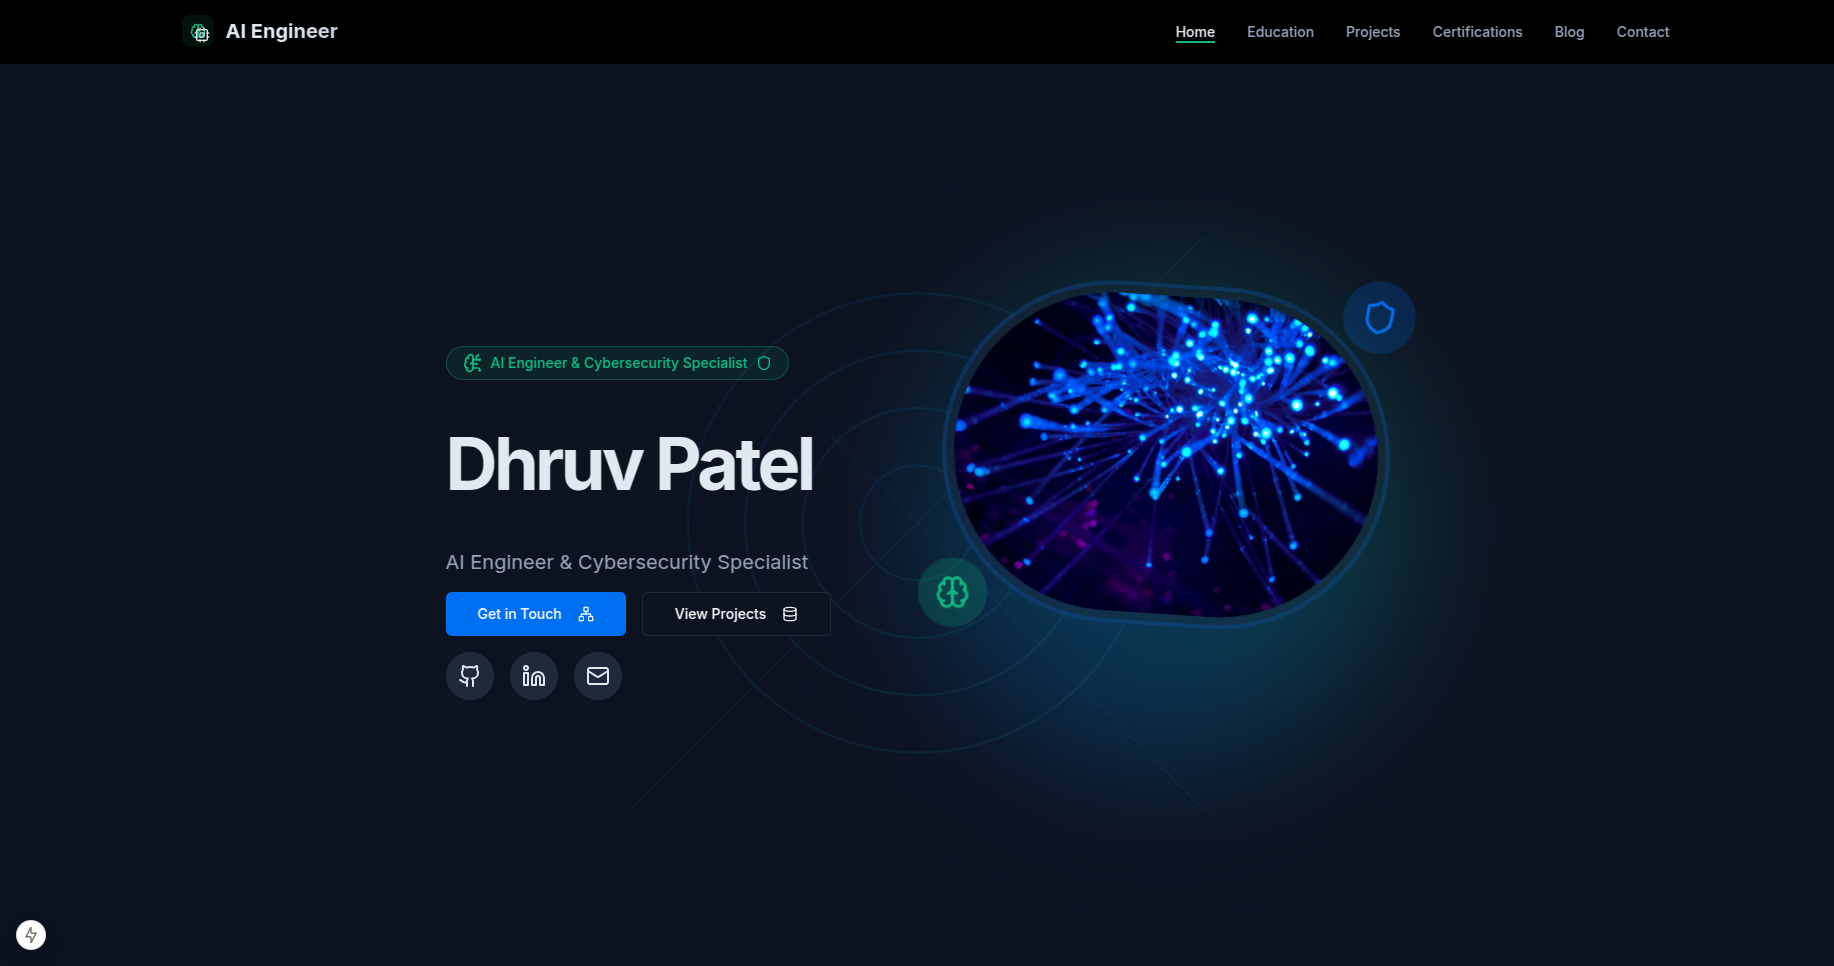 AI Engineer
Home Education Projects Certifications Blog Contact
AI Engineer & Cybersecurity Specialist
Dhruv Patel
AI Engineer & Cybersecurity Specialist
Get in Touch View Projects